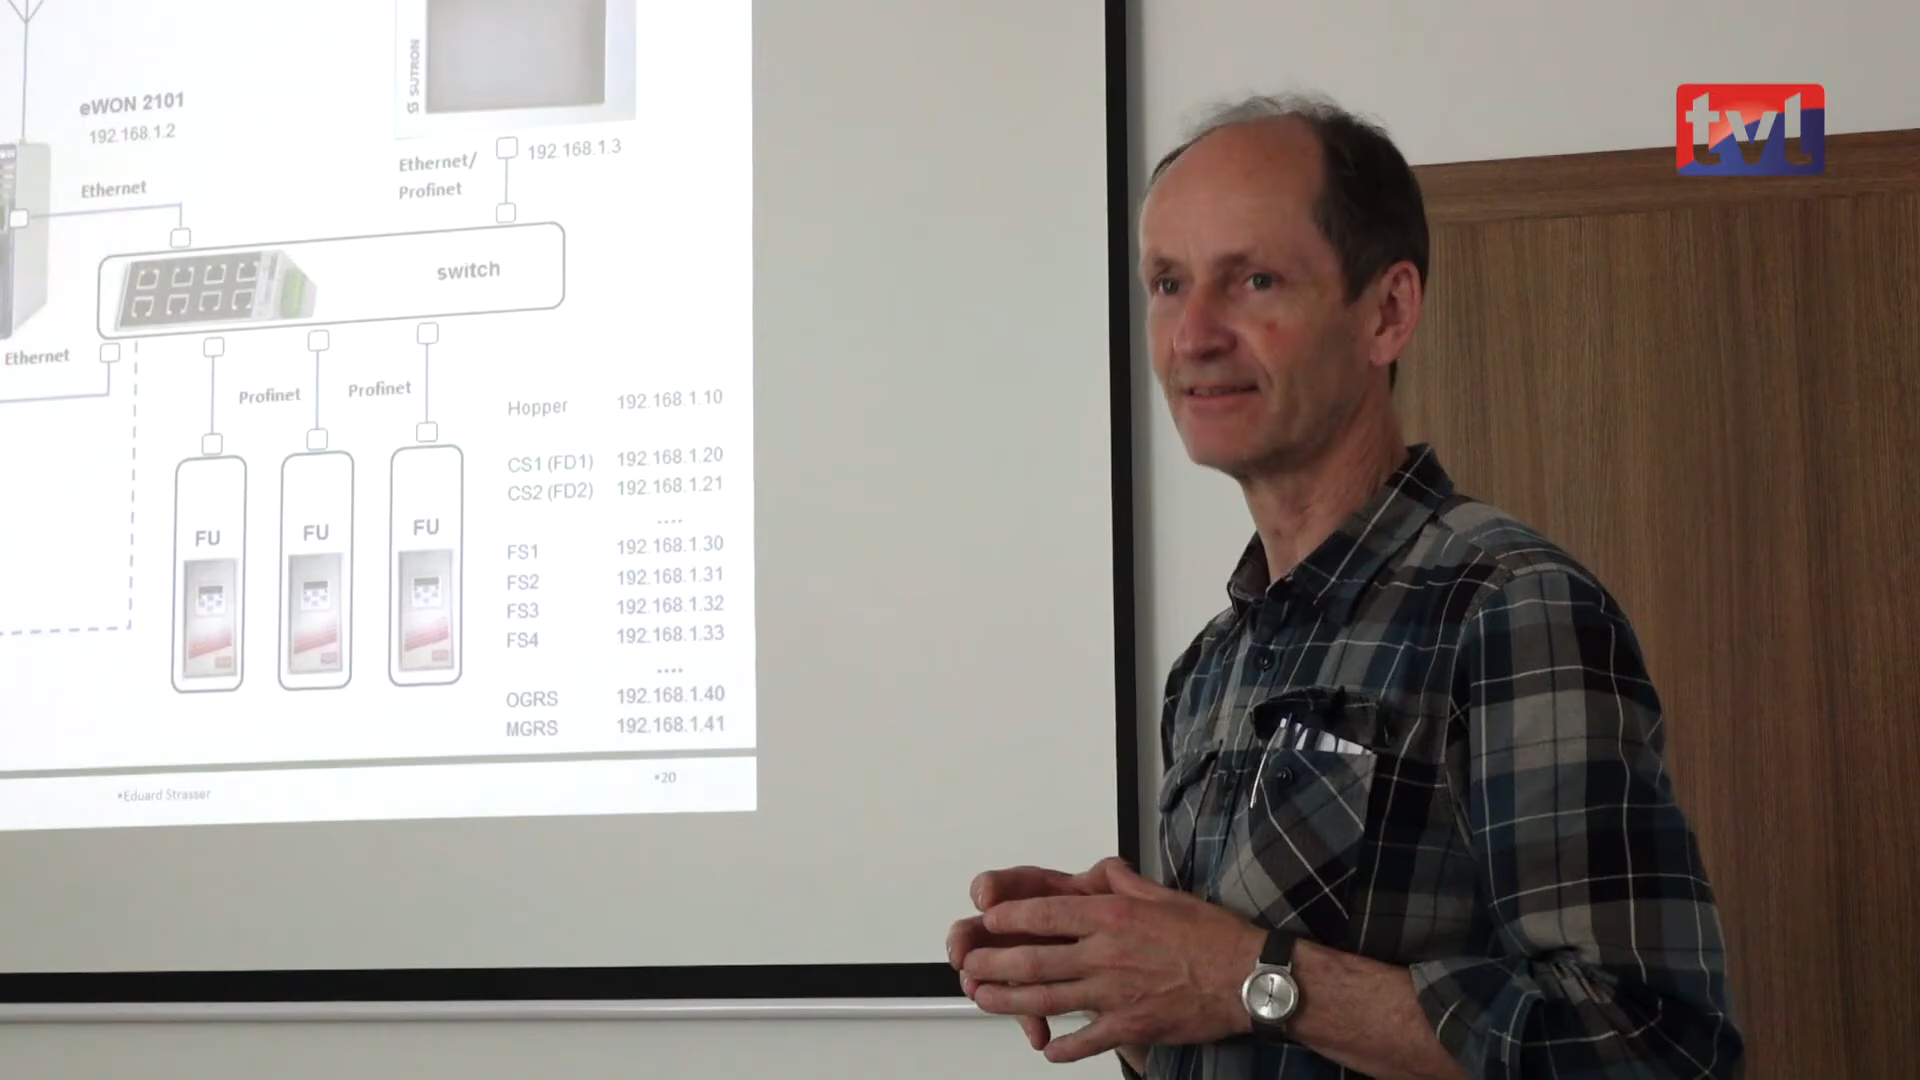 SUTRON
tvl
eWON 2101
192.168.1.2
Ethernet/
Profinet
192.168.1.3
Ethernet
switch
Ethernet
Profinet
Profinet
FU
FU
FU
Hopper 192.168.1.10
CS1 (FD1) 192.168.1.20
CS2 (FD2) 192.168.1.21
....
FS1 192.168.1.30
FS2 192.168.1.31
FS3 192.168.1.32
FS4 192.168.1.33
....
OGRS 192.168.1.40
MGRS 192.168.1.41
•Eduard Strasser
•20